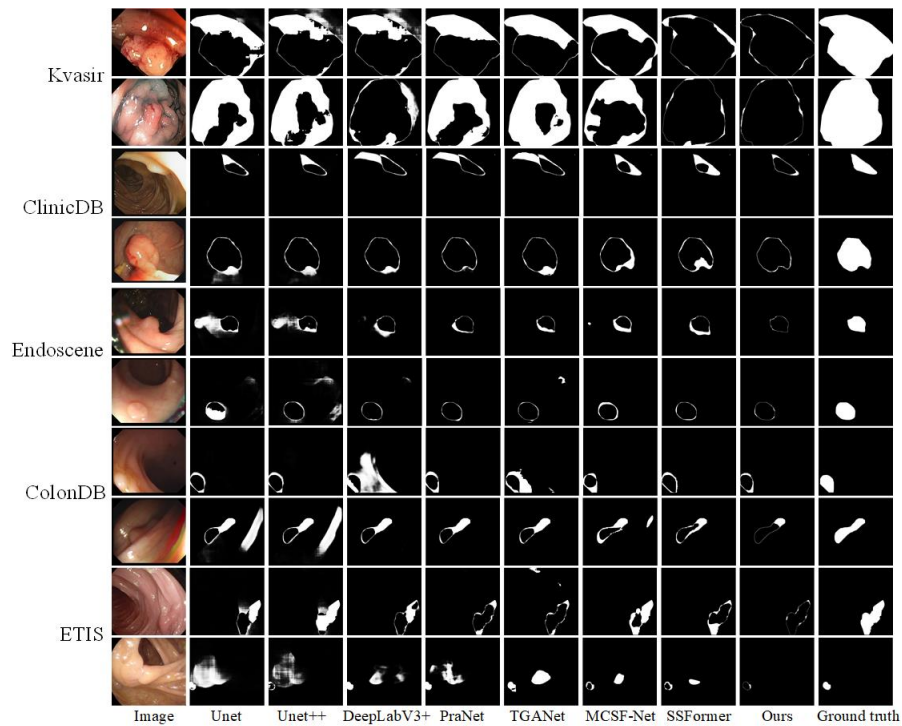 Kvasir
ClinicDB
Endoscene
ColonDB
ETIS
Image Unet Unet++ DeepLabV3+ PraNet TGANet MCSF-Net SSFormer Ours Ground truth